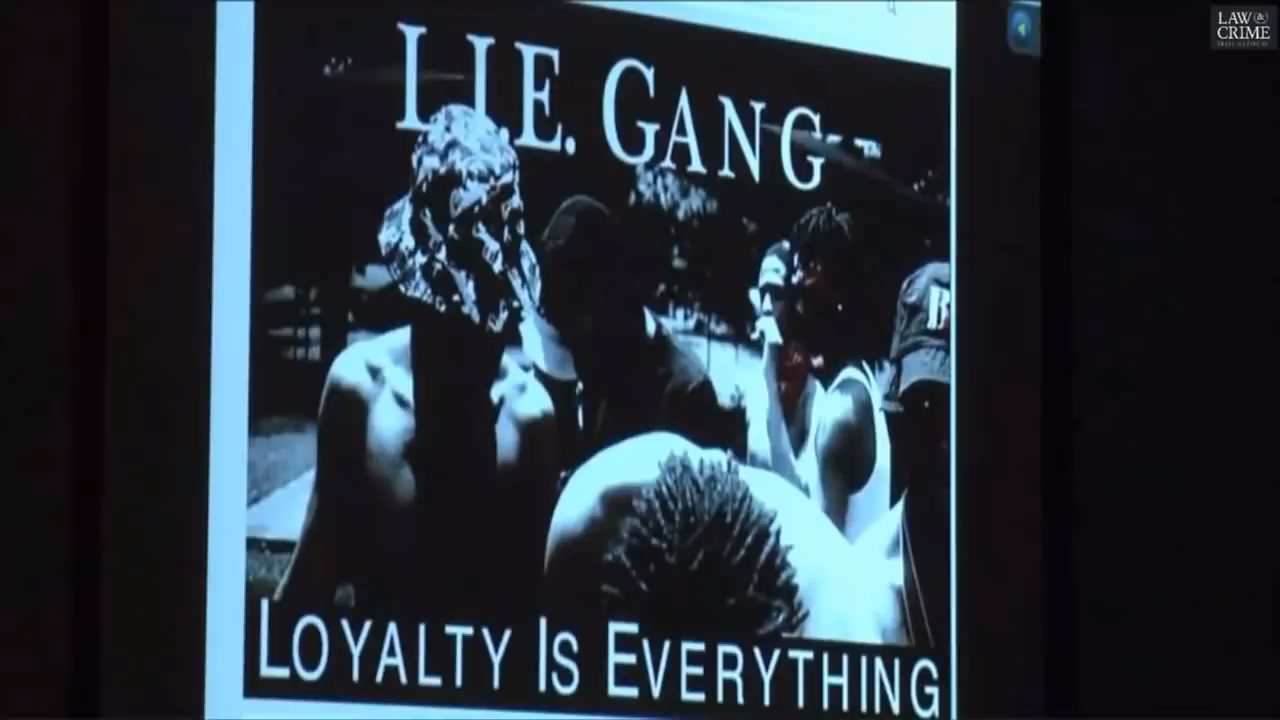 LAW &
CRIME
L.I.E. GANG
B
LOYALTY IS EVERYTHING